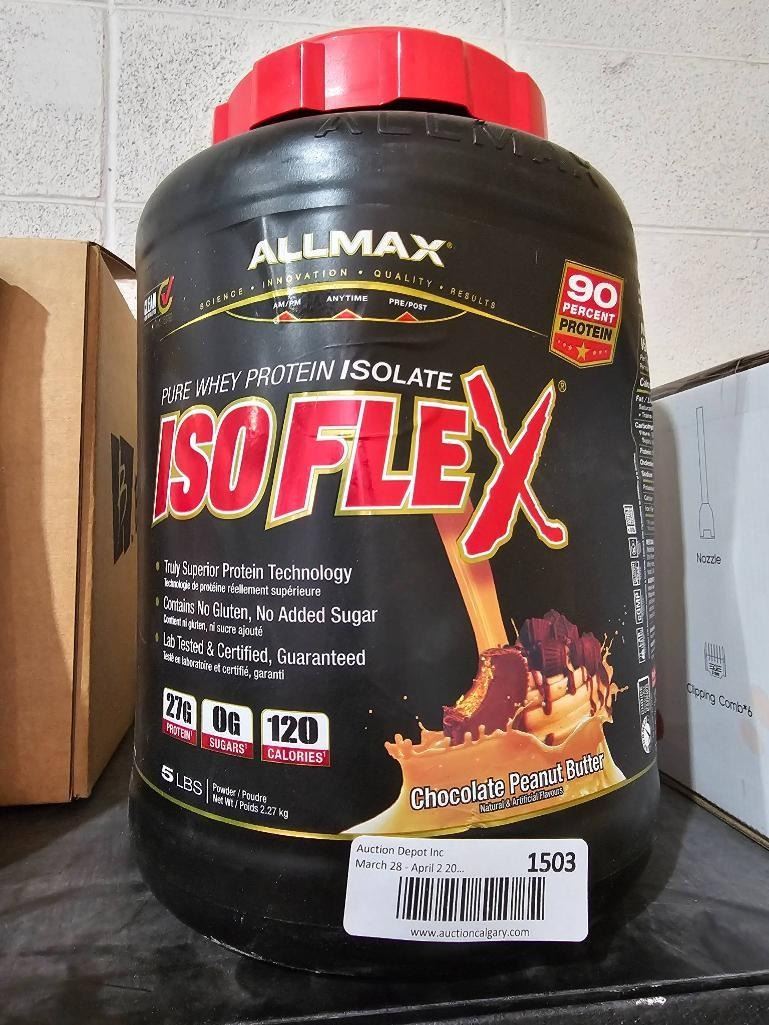 ALLMAX
ALLMAX®
SCIENCE • INNOVATION • QUALITY • RESULTS
AM/PM ANYTIME PRE/POST
90
PERCENT
PROTEIN
PURE WHEY PROTEIN ISOLATE
ISOFLEX®
• Truly Superior Protein Technology
Technologie de protéine réellement supérieure
• Contains No Gluten, No Added Sugar
Contient ni gluten, ni sucre ajouté
• Lab Tested & Certified, Guaranteed
Testé en laboratoire et certifié, garanti
27G
PROTEIN¹
0G
SUGARS¹
120
CALORIES¹
5 LBS
Powder / Poudre
Net Wt / Poids 2.27 kg
Chocolate Peanut Butter
Natural & Artificial Flavours
Auction Depot Inc
March 28 - April 2 20...
1503
www.auctioncalgary.com
Nozzle
Clipping Comb*6